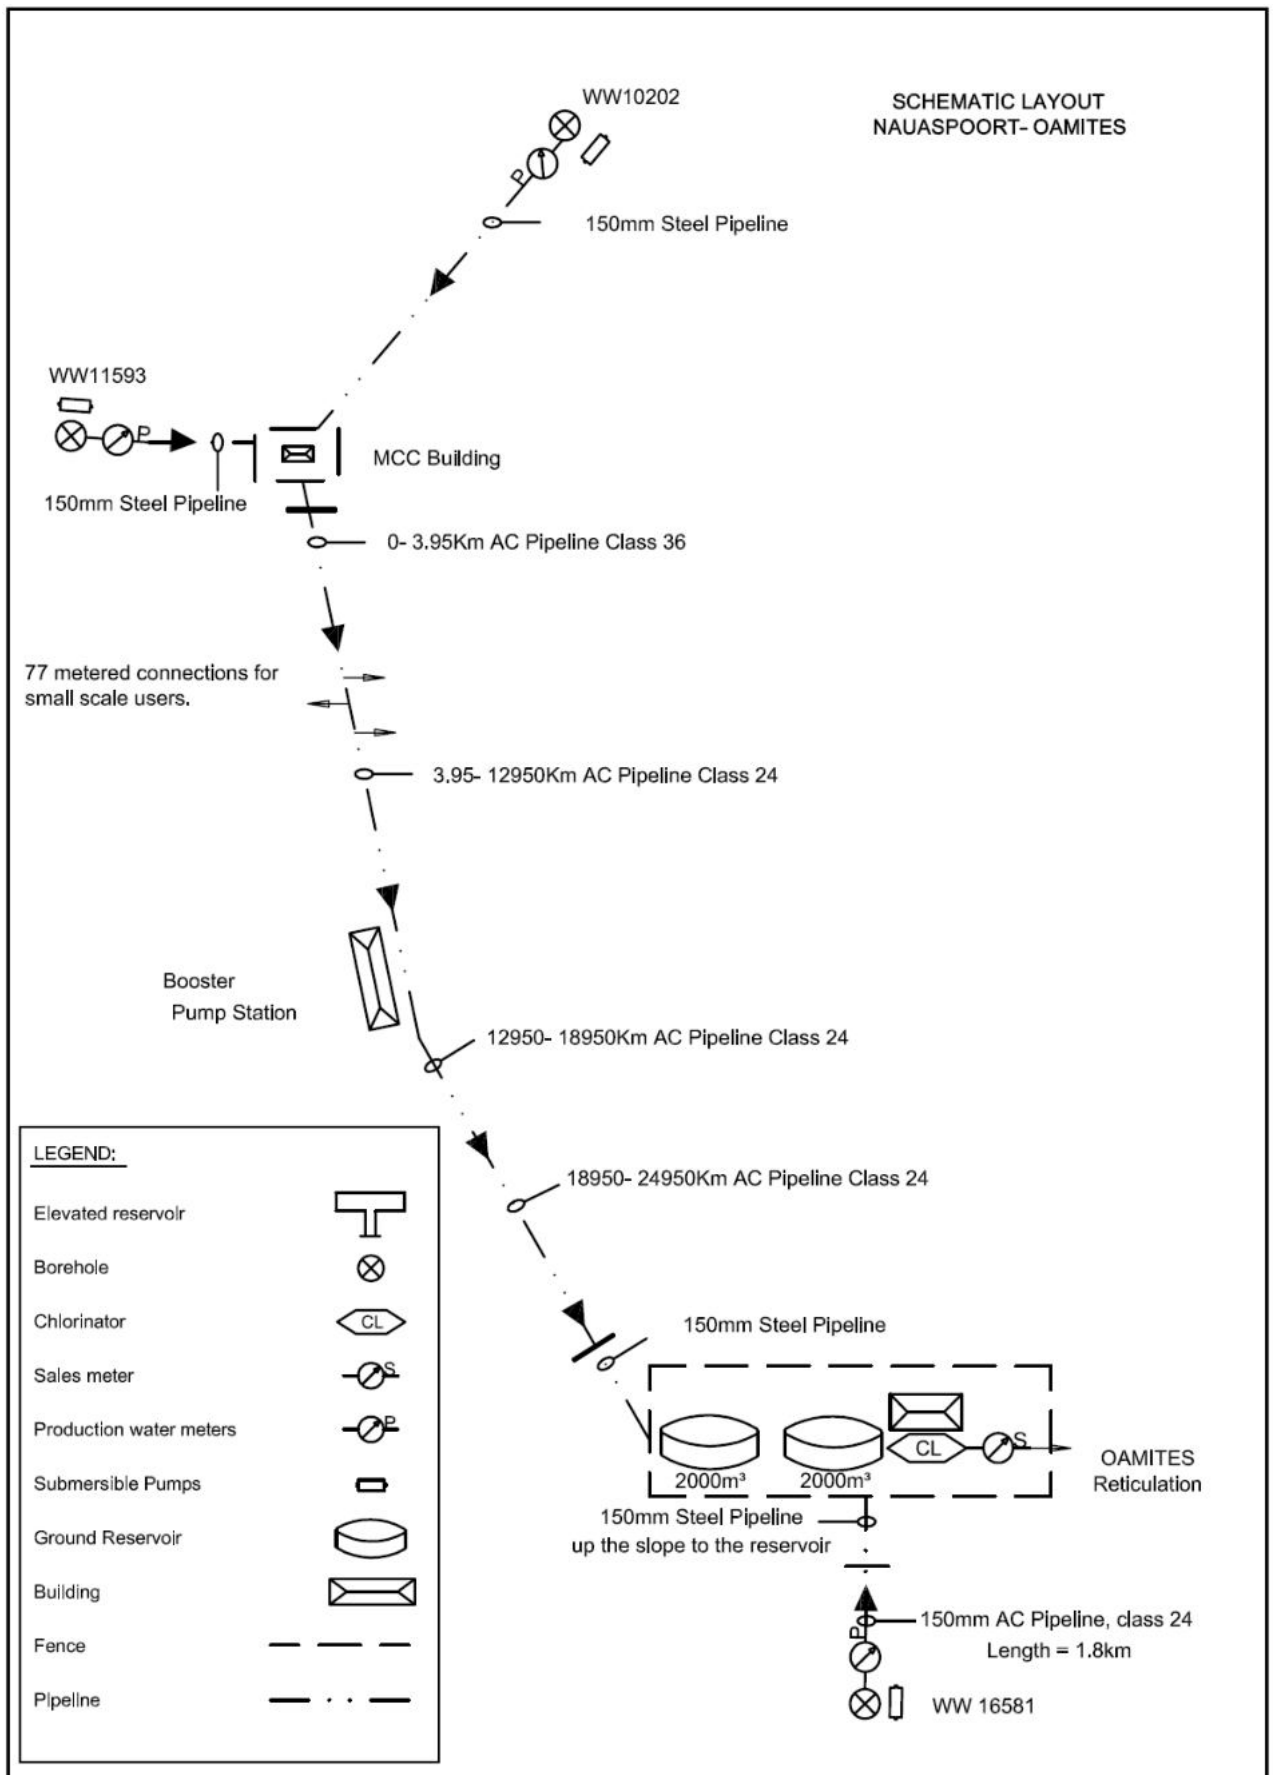 SCHEMATIC LAYOUT
NAUASPOORT- OAMITES
WW10202
P
150mm Steel Pipeline
WW11593
P
MCC Building
150mm Steel Pipeline
0- 3.95Km AC Pipeline Class 36
77 metered connections for
small scale users.
3.95- 12950Km AC Pipeline Class 24
Booster
Pump Station
12950- 18950Km AC Pipeline Class 24
18950- 24950Km AC Pipeline Class 24
150mm Steel Pipeline
CL
S
2000m³
2000m³
OAMITES
Reticulation
150mm Steel Pipeline
up the slope to the reservoir
150mm AC Pipeline, class 24
Length = 1.8km
P
WW 16581
LEGEND:
Elevated reservoir
Borehole
Chlorinator
CL
Sales meter
S
Production water meters
P
Submersible Pumps
Ground Reservoir
Building
Fence
Pipeline